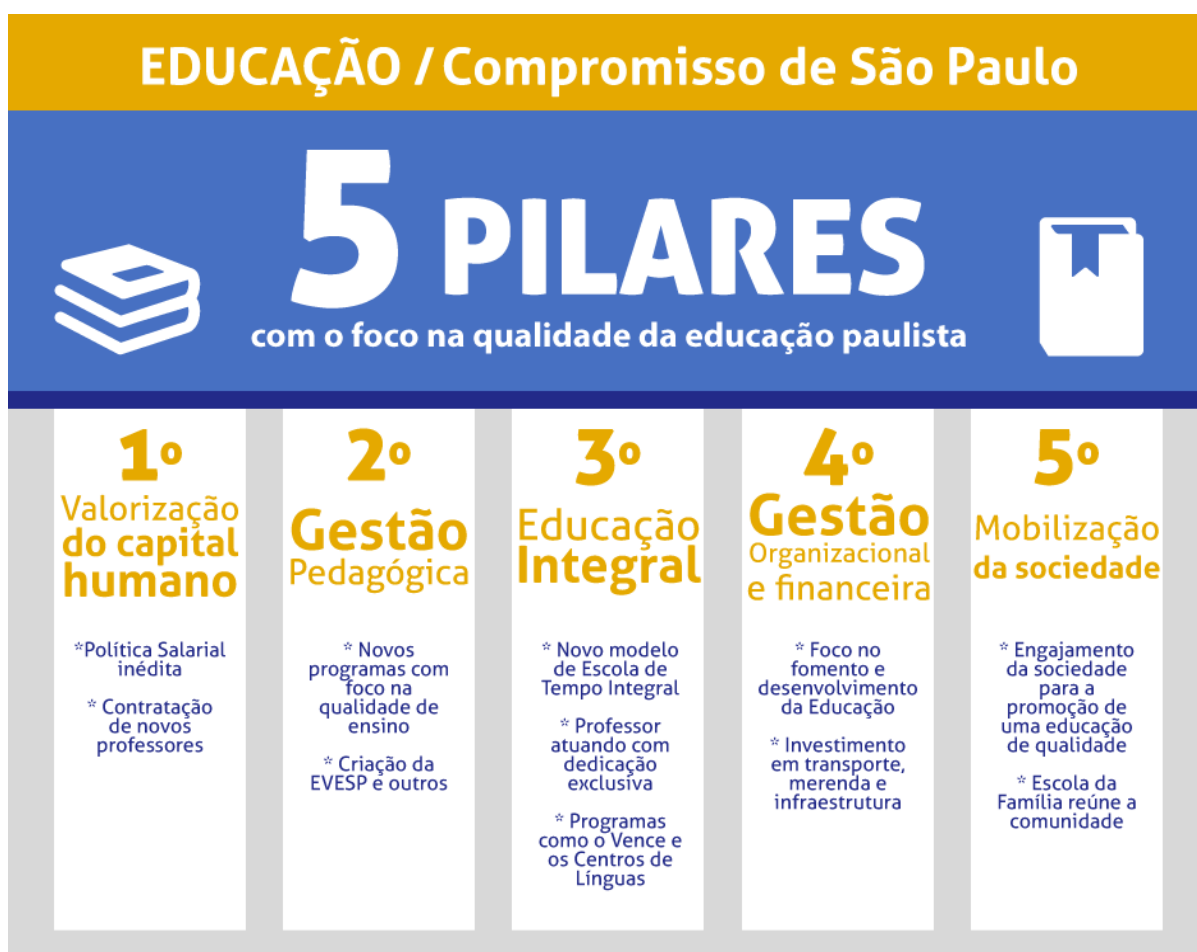 EDUCAÇÃO / Compromisso de São Paulo
5 PILARES
com o foco na qualidade da educação paulista
1º
Valorização
do capital
humano
*Política Salarial
inédita
* Contratação
de novos
professores
2º
Gestão
Pedagógica
* Novos
programas com
foco na
qualidade de
ensino
* Criação da
EVESP e outros
3º
Educação
Integral
* Novo modelo
de Escola de
Tempo Integral
* Professor
atuando com
dedicação
exclusiva
* Programas
como o Vence e
os Centros de
Línguas
4º
Gestão
Organizacional
e financeira
* Foco no
fomento e
desenvolvimento
da Educação
* Investimento
em transporte,
merenda e
infraestrutura
5º
Mobilização
da sociedade
* Engajamento
da sociedade
para a
promoção de
uma educação
de qualidade
* Escola da
Família reúne a
comunidade